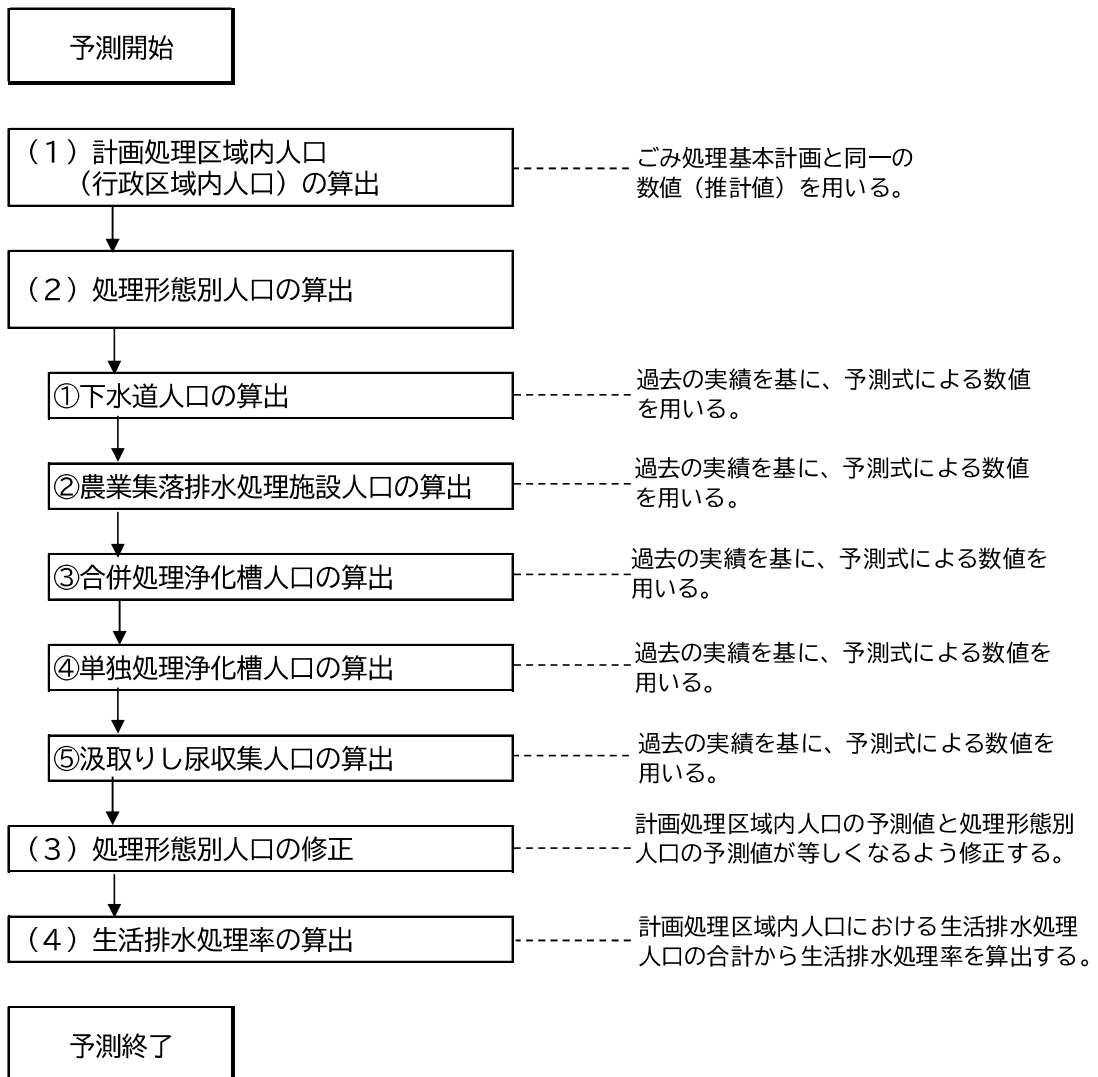 予測開始
（１）計画処理区域内人口
（行政区域内人口）の算出
ごみ処理基本計画と同一の
数値（推計値）を用いる。
（２）処理形態別人口の算出
①下水道人口の算出
過去の実績を基に、予測式による数値
を用いる。
②農業集落排水処理施設人口の算出
過去の実績を基に、予測式による数値
を用いる。
③合併処理浄化槽人口の算出
過去の実績を基に、予測式による数値を
用いる。
④単独処理浄化槽人口の算出
過去の実績を基に、予測式による数値を
用いる。
⑤汲取りし尿収集人口の算出
過去の実績を基に、予測式による数値を
用いる。
（３）処理形態別人口の修正
計画処理区域内人口の予測値と処理形態別
人口の予測値が等しくなるよう修正する。
（４）生活排水処理率の算出
計画処理区域内人口における生活排水処理
人口の合計から生活排水処理率を算出する。
予測終了